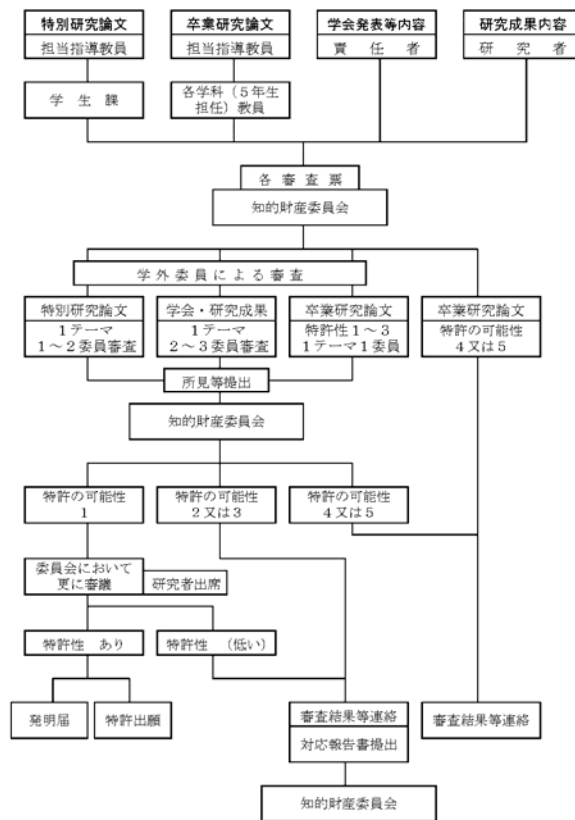 特別研究論文
担当指導教員
卒業研究論文
担当指導教員
学会発表等内容
責任者
研究成果内容
研究者
学生課
各学科(5年生
担任)教員
各審査票
知的財産委員会
学外委員による審査
特別研究論文
1テーマ
1~2委員審査
学会・研究成果
1テーマ
2~3委員審査
卒業研究論文
特許性1~3
1テーマ1委員
卒業研究論文
特許の可能性
4又は5
所見等提出
知的財産委員会
特許の可能性
1
特許の可能性
2又は3
特許の可能性
4又は5
委員会において
更に審議
研究者出席
特許性 あり
特許性 (低い)
発明届
特許出願
審査結果等連絡
対応報告書提出
審査結果等連絡
知的財産委員会